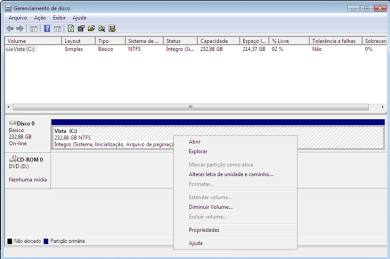 Gerenciamento de disco
Arquivo Ação Exibir Ajuda
Volume Layout Tipo Sistema de ... Status Capacidade Espaço l... % Livre Tolerância a falhas Sobrecar
Vista (C:) Simples Básico NTFS Íntegro (Si... 232,88 GB 214,37 GB 92 % Não 0%
Disco 0
Básico
232,88 GB
On-line
Vista (C:)
232,88 GB NTFS
Íntegro (Sistema, Inicialização, Arquivo de paginaç
CD-ROM 0
DVD (D:)
Nenhuma mídia
Abrir
Explorar
Marcar partição como ativa
Alterar letra de unidade e caminho...
Formatar...
Estender volume...
Diminuir Volume...
Excluir volume...
Propriedades
Ajuda
Não alocado Partição primária